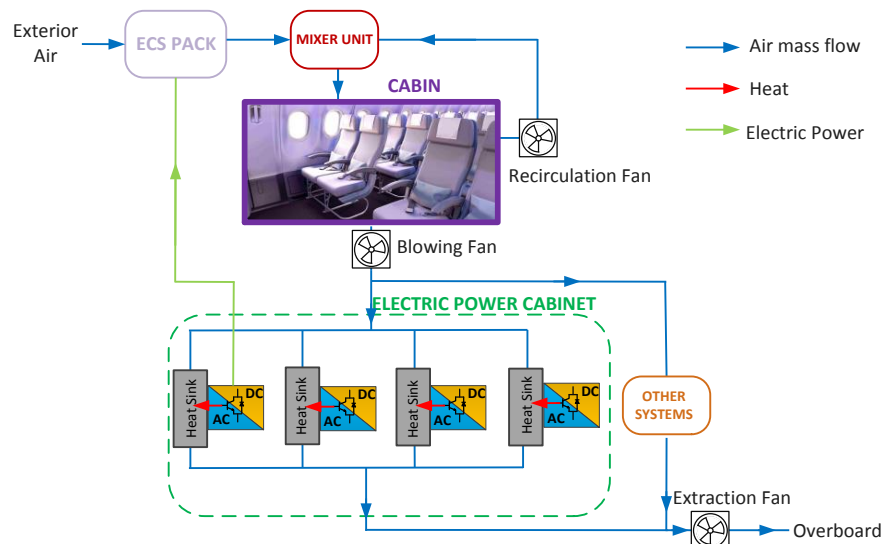 Exterior
Air
ECS PACK
MIXER UNIT
Air mass flow
Heat
Electric Power
CABIN
Recirculation Fan
Blowing Fan
ELECTRIC POWER CABINET
Heat Sink
DC
AC
Heat Sink
DC
AC
Heat Sink
DC
AC
Heat Sink
DC
AC
OTHER
SYSTEMS
Extraction Fan
Overboard